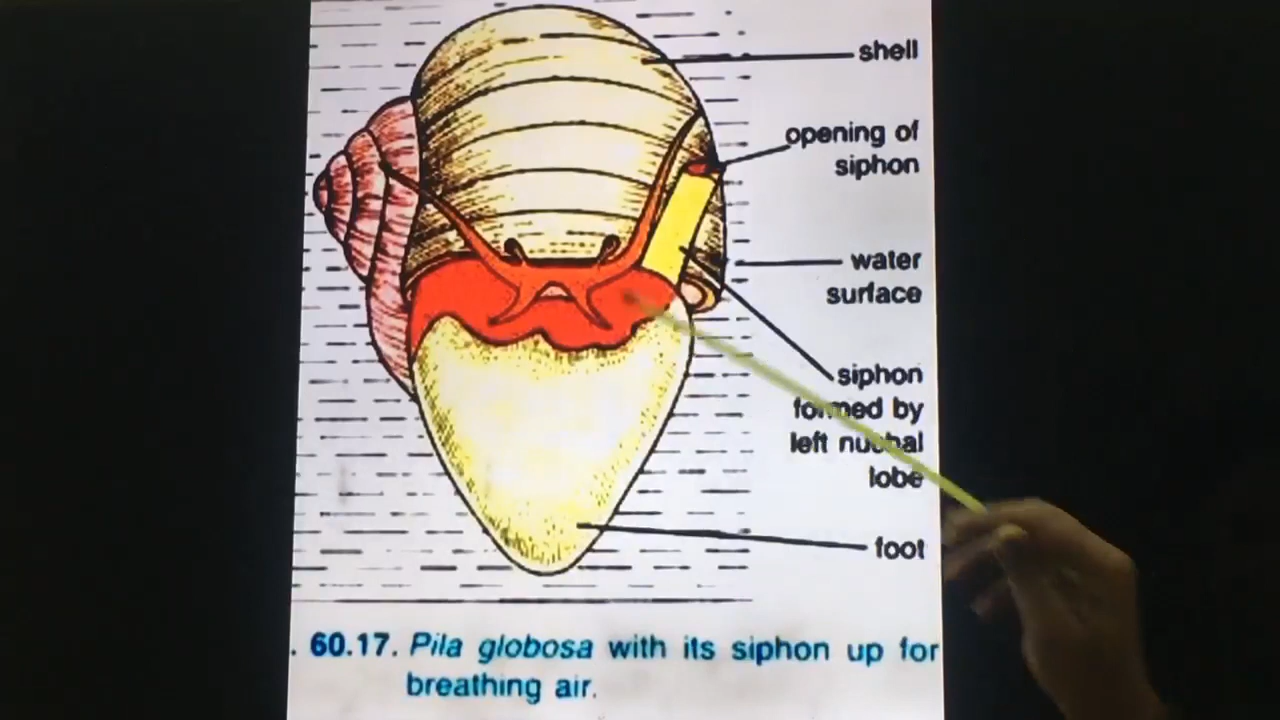 shell
opening of
siphon
water
surface
siphon
formed by
left nuchal
lobe
foot
. 60.17. Pila globosa with its siphon up for
breathing air.